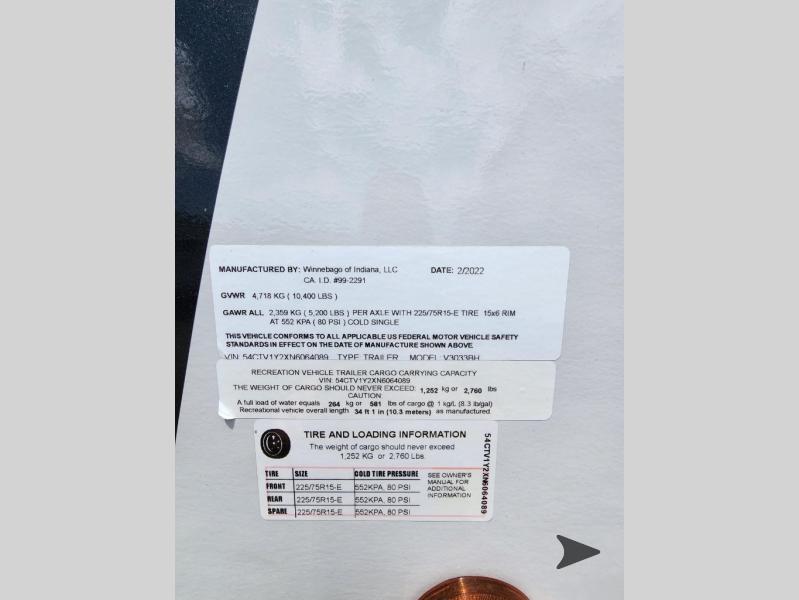 MANUFACTURED BY: Winnebago of Indiana, LLC DATE: 2/2022
CA. I.D. #99-2291
GVWR 4,718 KG ( 10,400 LBS )
GAWR ALL 2,359 KG ( 5,200 LBS ) PER AXLE WITH 225/75R15-E TIRE 15x6 RIM
AT 552 KPA ( 80 PSI ) COLD SINGLE
THIS VEHICLE CONFORMS TO ALL APPLICABLE US FEDERAL MOTOR VEHICLE SAFETY
STANDARDS IN EFFECT ON THE DATE OF MANUFACTURE SHOWN ABOVE.
VIN: 54CTV1Y2XN6064089 TYPE: TRAILER MODEL: V3033BH
RECREATION VEHICLE TRAILER CARGO CARRYING CAPACITY
VIN: 54CTV1Y2XN6064089
THE WEIGHT OF CARGO SHOULD NEVER EXCEED: 1,252 kg or 2,760 lbs
CAUTION:
A full load of water equals 264 kg or 581 lbs of cargo @ 1 kg/L (8.3 lb/gal)
Recreational vehicle overall length 34 ft 1 in (10.3 meters) as manufactured.
TIRE AND LOADING INFORMATION
The weight of cargo should never exceed
1,252 KG or 2,760 Lbs.
TIRE SIZE COLD TIRE PRESSURE
FRONT 225/75R15-E 552KPA, 80 PSI
REAR 225/75R15-E 552KPA, 80 PSI
SPARE 225/75R15-E 552KPA, 80 PSI
SEE OWNER'S
MANUAL FOR
ADDITIONAL
INFORMATION
54CTV1Y2XN6064089